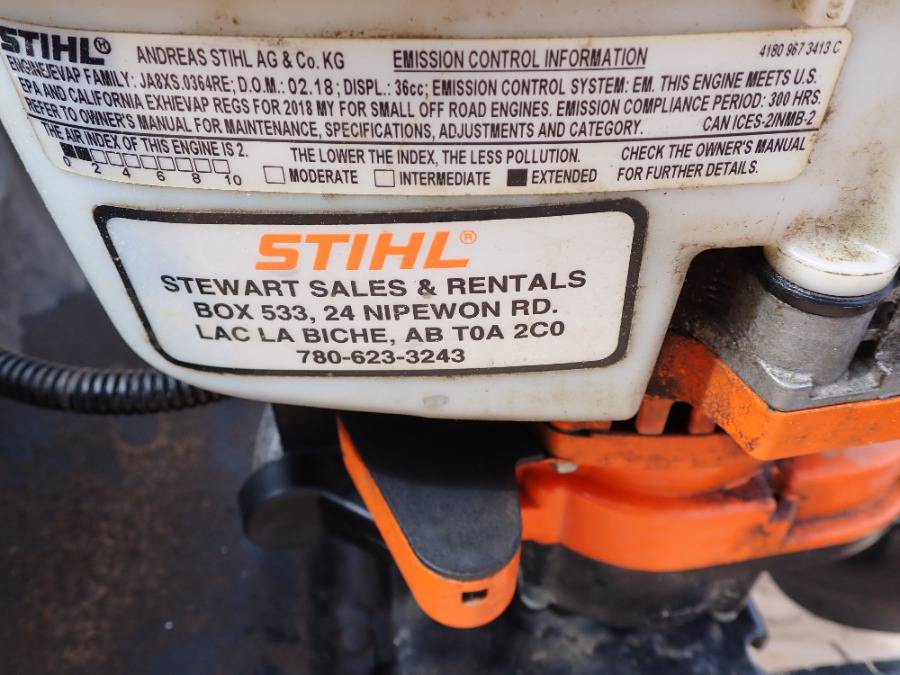 STIHL® ANDREAS STIHL AG & Co. KG EMISSION CONTROL INFORMATION 4180 967 3413 C
ENGINE/EVAP FAMILY: JA8XS.0364RE; D.O.M.: 02.18; DISPL.: 36cc; EMISSION CONTROL SYSTEM: EM. THIS ENGINE MEETS U.S.
EPA AND CALIFORNIA EXH/EVAP REGS FOR 2018 MY FOR SMALL OFF ROAD ENGINES. EMISSION COMPLIANCE PERIOD: 300 HRS.
REFER TO OWNER'S MANUAL FOR MAINTENANCE, SPECIFICATIONS, ADJUSTMENTS AND CATEGORY. CAN ICES-2/NMB-2
THE AIR INDEX OF THIS ENGINE IS 2. THE LOWER THE INDEX, THE LESS POLLUTION. CHECK THE OWNER'S MANUAL
0 2 4 6 8 10 MODERATE INTERMEDIATE EXTENDED FOR FURTHER DETAILS.
STIHL®
STEWART SALES & RENTALS
BOX 533, 24 NIPEWON RD.
LAC LA BICHE, AB T0A 2C0
780-623-3243